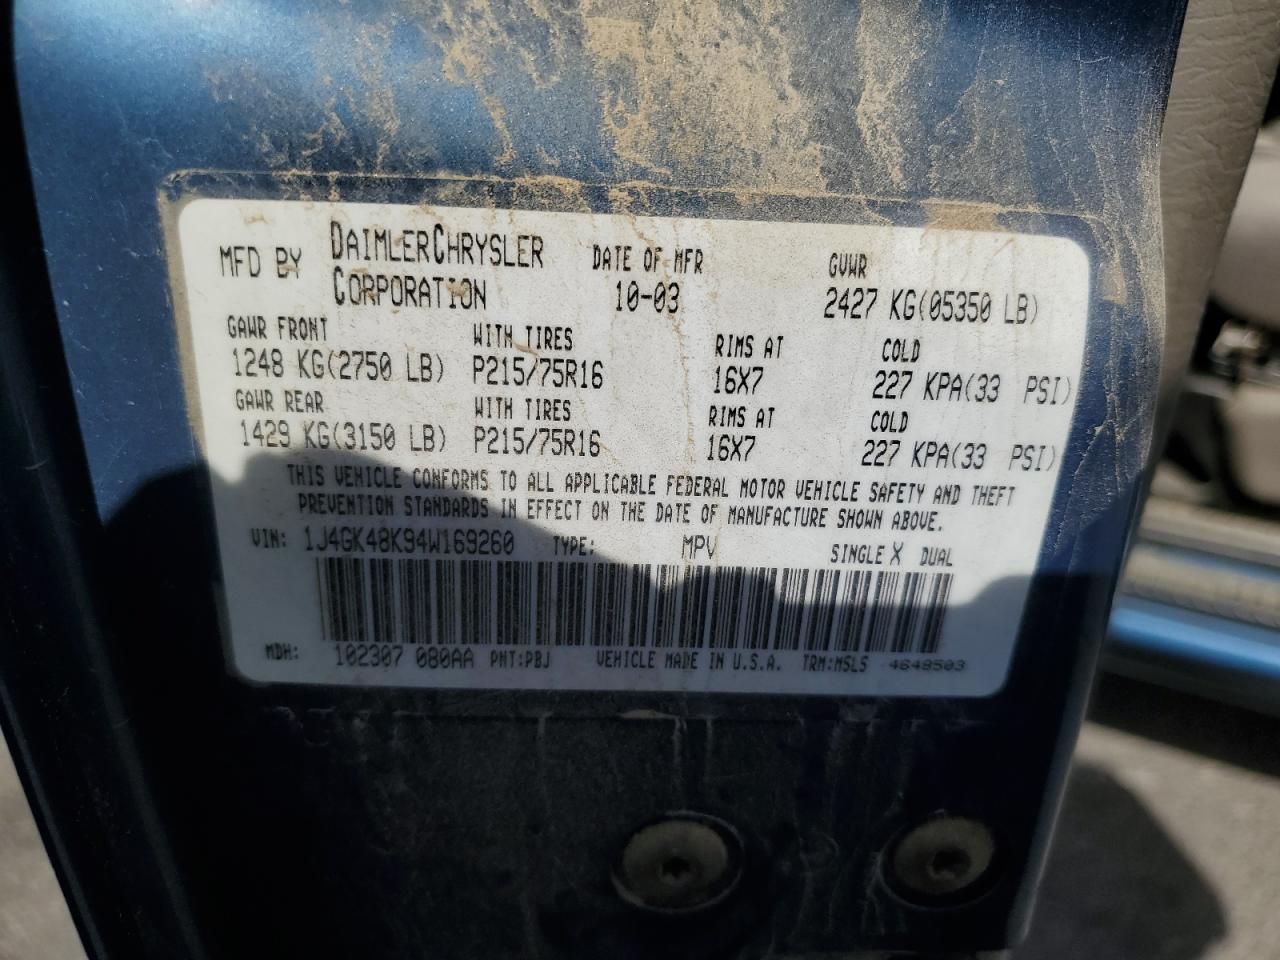 MFD BY DAIMLERCHRYSLER CORPORATION DATE OF MFR 10-03 GVWR 2427 KG(05350 LB)
GAWR FRONT WITH TIRES RIMS AT COLD
1248 KG(2750 LB) P215/75R16 16X7 227 KPA(33 PSI)
GAWR REAR WITH TIRES RIMS AT COLD
1429 KG(3150 LB) P215/75R16 16X7 227 KPA(33 PSI)
THIS VEHICLE CONFORMS TO ALL APPLICABLE FEDERAL MOTOR VEHICLE SAFETY AND THEFT
PREVENTION STANDARDS IN EFFECT ON THE DATE OF MANUFACTURE SHOWN ABOVE.
VIN: 1J4GK48K94W169260 TYPE: MPV SINGLE X DUAL
MDH: 102307 080AA PNT:PBJ VEHICLE MADE IN U.S.A. TRM:MSL5 4648503